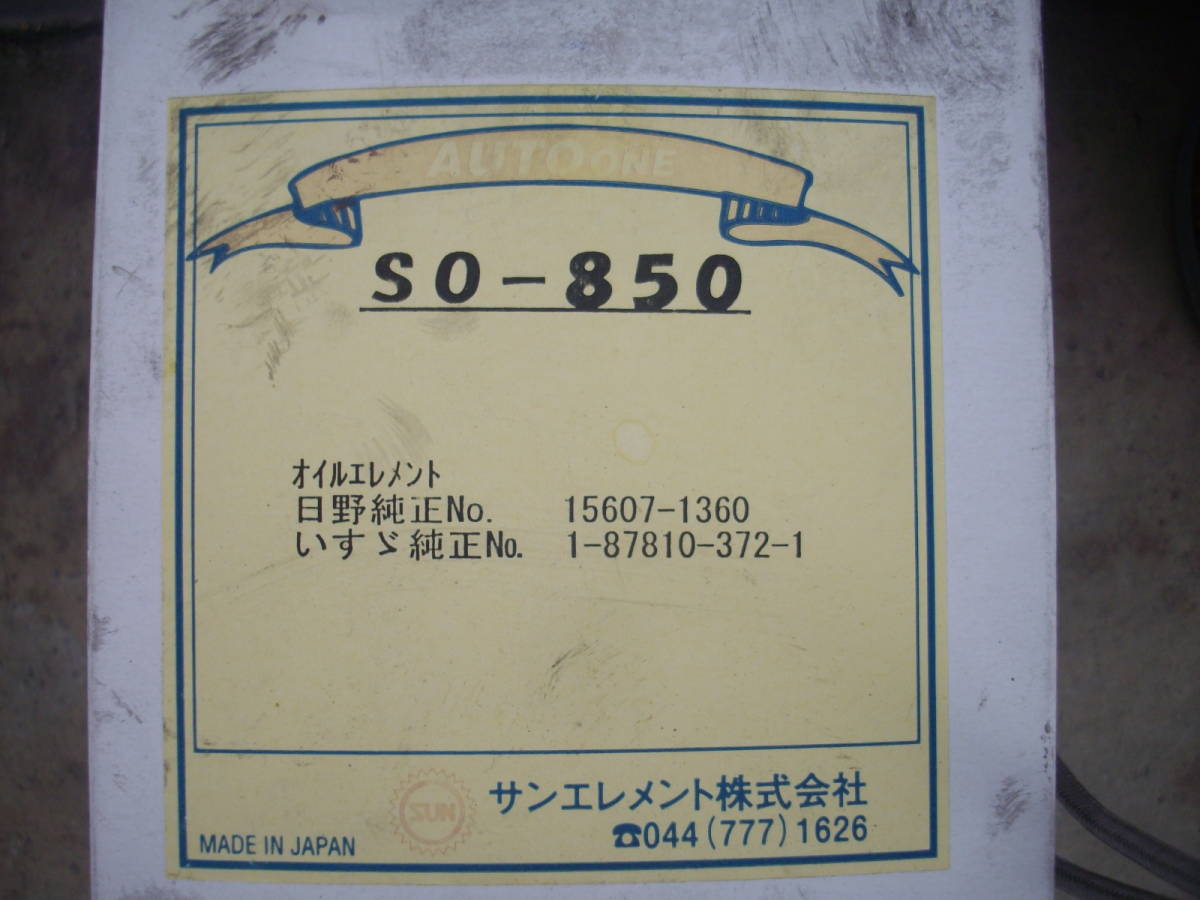 AUTO ONE
SO-850
オイルエレメント
日野純正No. 15607-1360
いすゞ純正No. 1-87810-372-1
SUN
サンエレメント株式会社
MADE IN JAPAN
☎044(777)1626